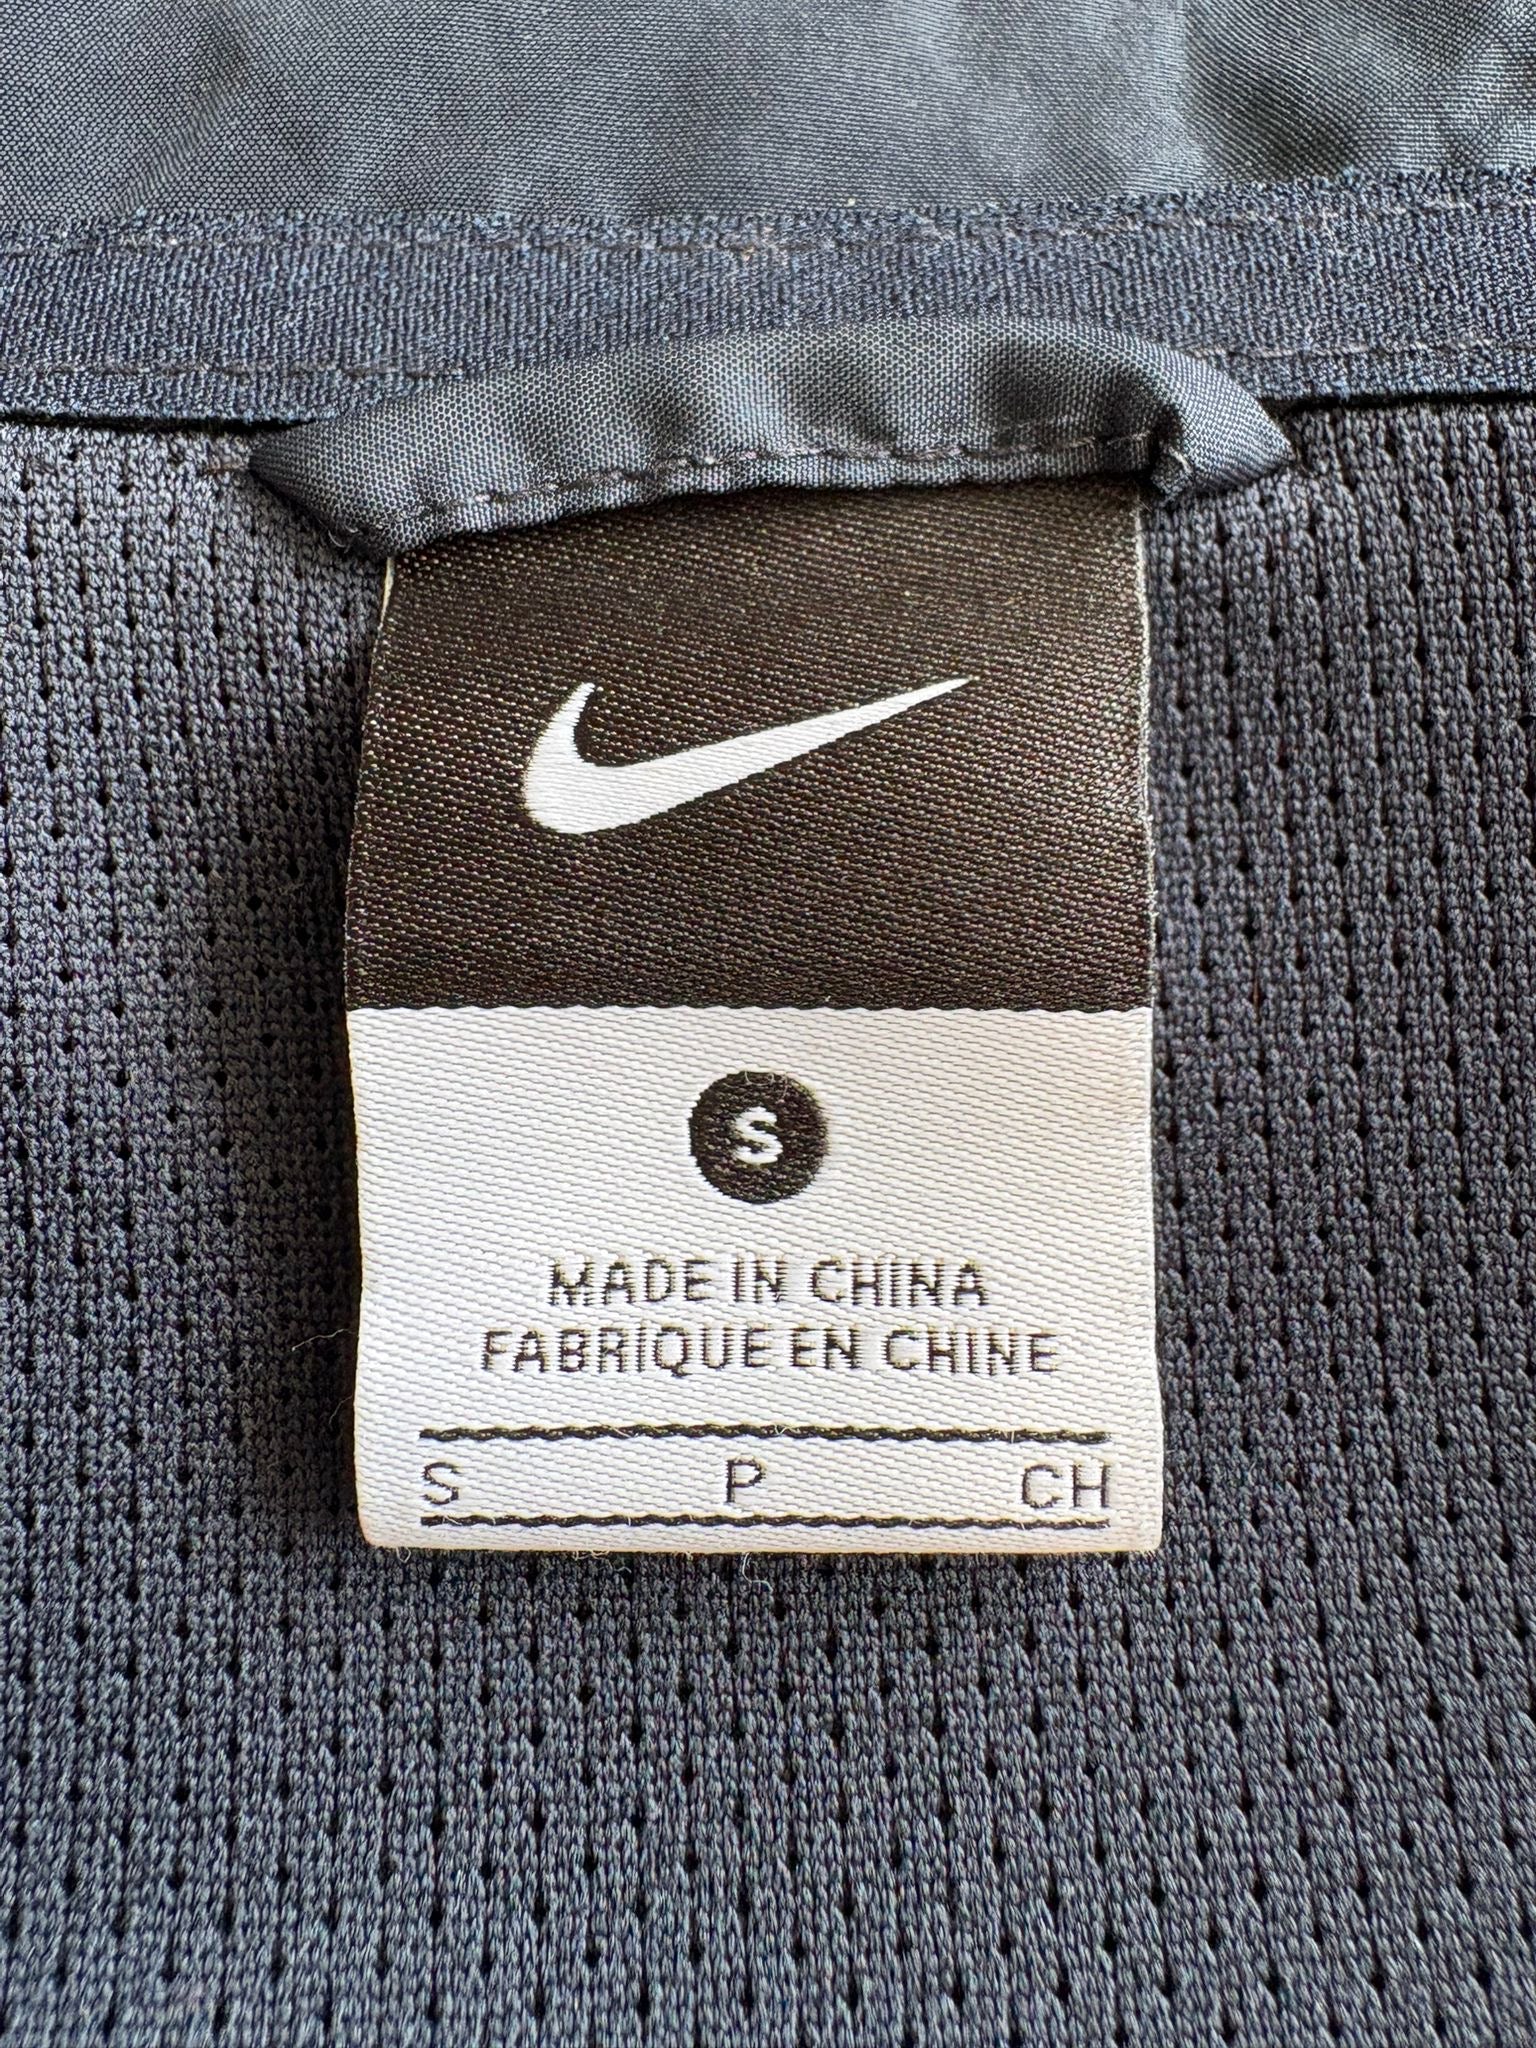 S
MADE IN CHINA
FABRIQUE EN CHINE
S P CH